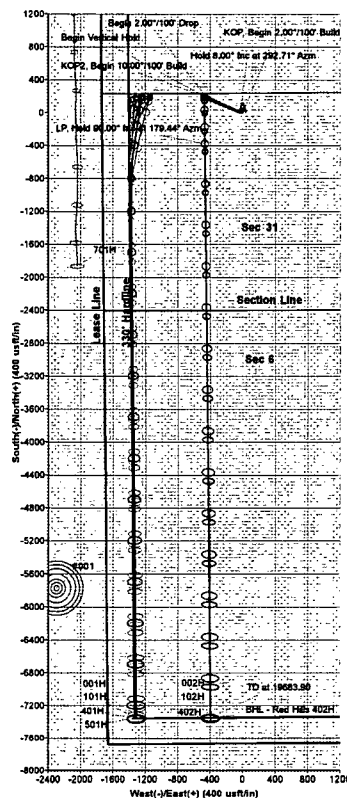 1200
Begin 2.00°/100' Drop
KOP, Begin 2.00°/100' Build
Begin Vertical Hold
800
KOP2, Begin 10.00°/100' Build
Hold 8.00° Inc at 292.71° Azm
400
0
LP, Hold 90.00° Inc at 179.44° Azm
-400
-800
-1200
Sec 31
-1600
701H
-2000
Section Line
Lease Line
330' Hardline
-2400
-2800
Sec 6
-3200
-3600
South(-)/North(+) (400 usft/in)
-4000
-4400
-4800
-5200
-5600
-6000
-6400
-6800
001H
002H
TD at 19683.90
101H
102H
-7200
401H
402H
BHL - Red Hills 402H
501H
-7600
-8000
-2400 -2000 -1600 -1200 -800 -400 0 400 800 1200
West(-)/East(+) (400 usft/in)